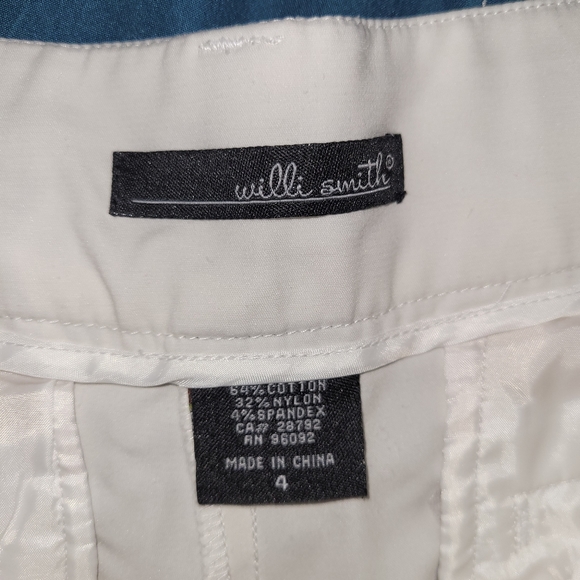 willi smith®
64% COTTON
32% NYLON
4% SPANDEX
CA# 28792
RN 96092
MADE IN CHINA
4